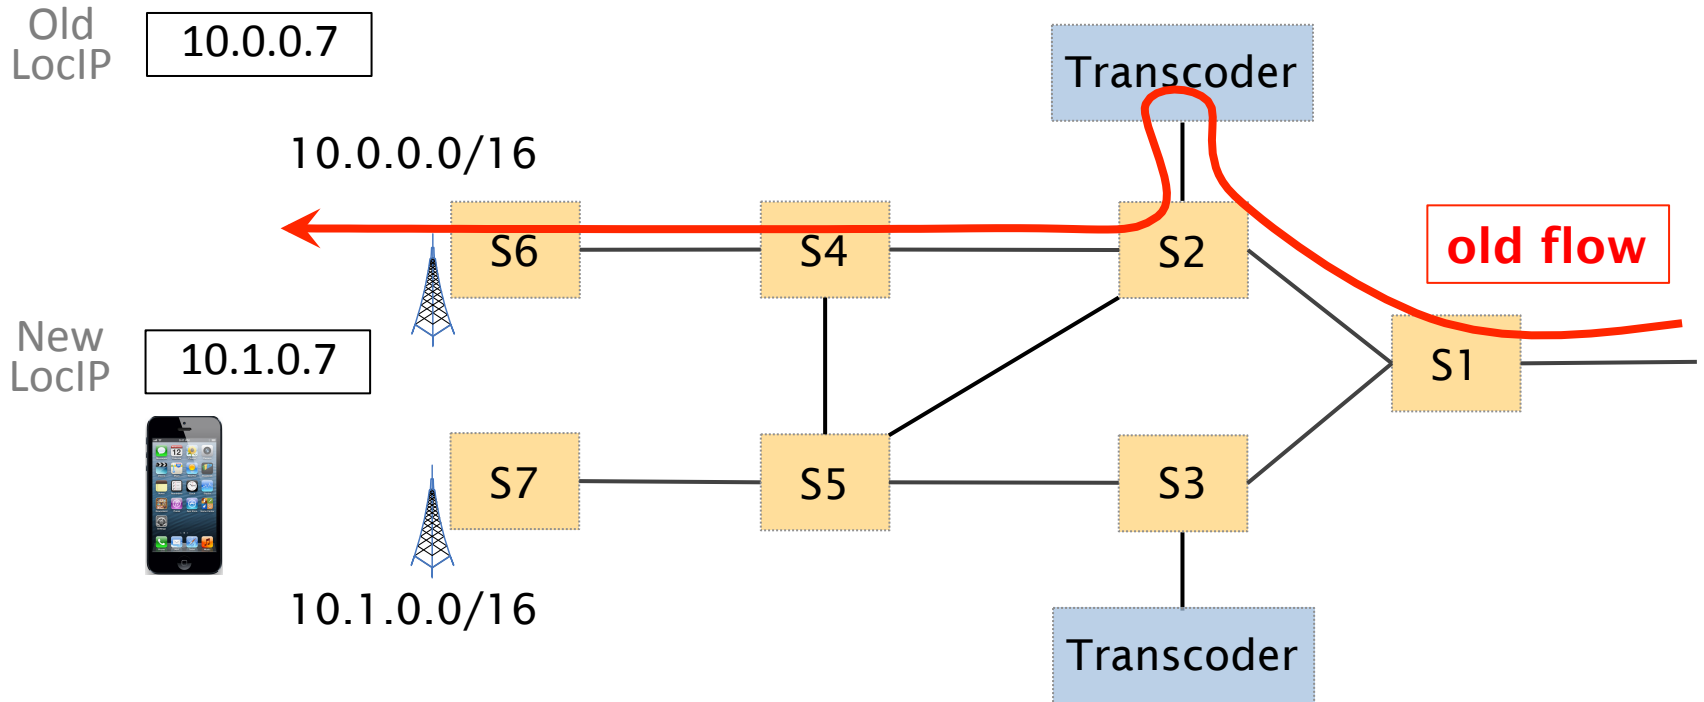 Old
LocIP
10.0.0.7
Transcoder
10.0.0.0/16
S6
S4
S2
old flow
New
LocIP
10.1.0.7
S1
S7
S5
S3
10.1.0.0/16
Transcoder